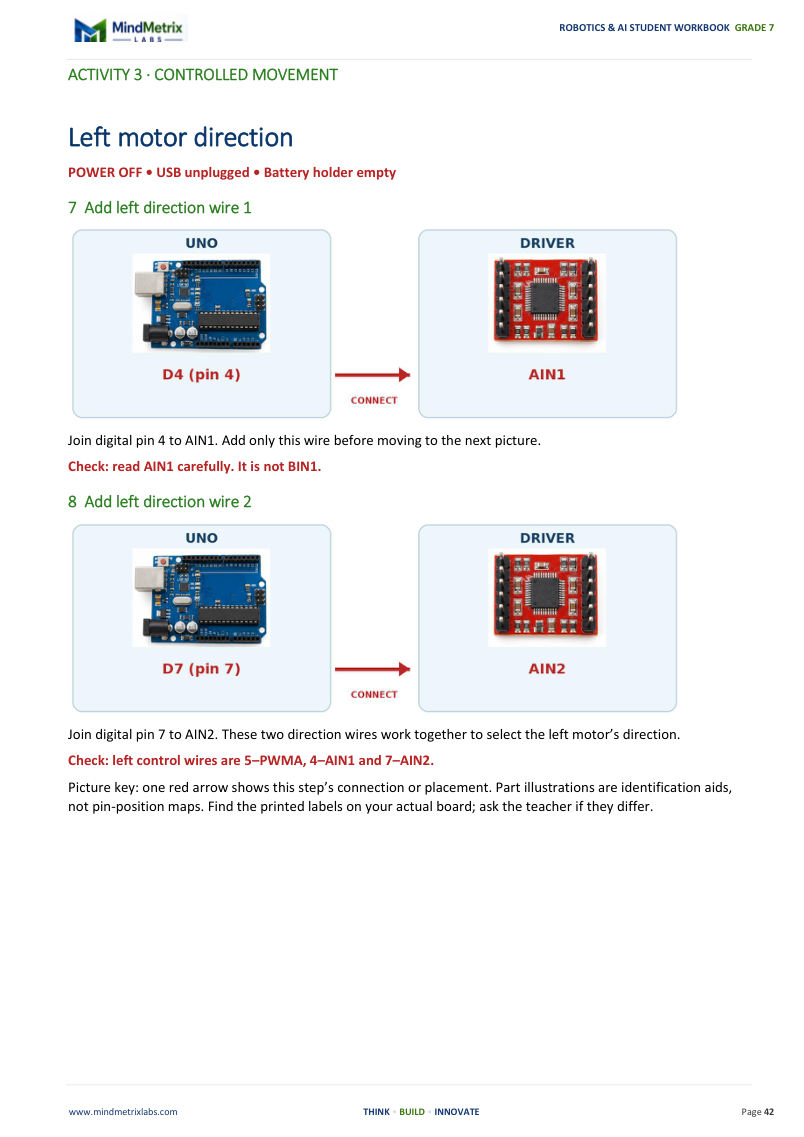 MindMetrix
LABS
ROBOTICS & AI STUDENT WORKBOOK GRADE 7
ACTIVITY 3 · CONTROLLED MOVEMENT
Left motor direction
POWER OFF • USB unplugged • Battery holder empty
7 Add left direction wire 1
UNO
DRIVER
D4 (pin 4)
AIN1
CONNECT
Join digital pin 4 to AIN1. Add only this wire before moving to the next picture.
Check: read AIN1 carefully. It is not BIN1.
8 Add left direction wire 2
UNO
DRIVER
D7 (pin 7)
AIN2
CONNECT
Join digital pin 7 to AIN2. These two direction wires work together to select the left motor’s direction.
Check: left control wires are 5–PWMA, 4–AIN1 and 7–AIN2.
Picture key: one red arrow shows this step’s connection or placement. Part illustrations are identification aids,
not pin-position maps. Find the printed labels on your actual board; ask the teacher if they differ.
www.mindmetrixlabs.com
THINK • BUILD • INNOVATE
Page 42